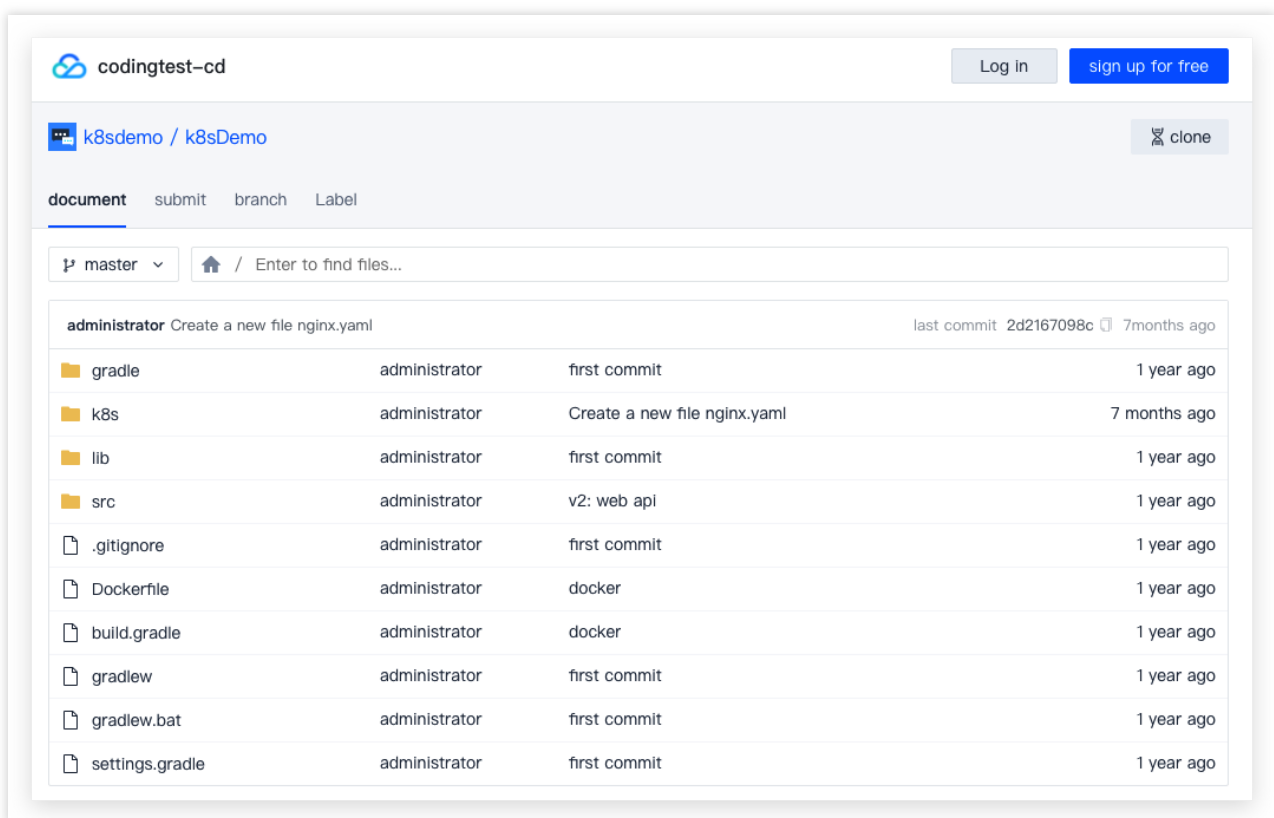 codingtest-cd Log in sign up for free
k8sdemo / k8sDemo clone
document submit branch Label
master / Enter to find files...
administrator Create a new file nginx.yaml last commit 2d2167098c 7months ago
gradle administrator first commit 1 year ago
k8s administrator Create a new file nginx.yaml 7 months ago
lib administrator first commit 1 year ago
src administrator v2: web api 1 year ago
.gitignore administrator first commit 1 year ago
Dockerfile administrator docker 1 year ago
build.gradle administrator docker 1 year ago
gradlew administrator first commit 1 year ago
gradlew.bat administrator first commit 1 year ago
settings.gradle administrator first commit 1 year ago